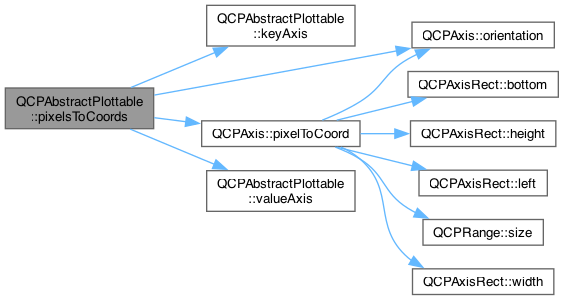 QCPAbstractPlottable
::pixelsToCoords
QCPAbstractPlottable
::keyAxis
QCPAxis::orientation
QCPAxis::pixelToCoord
QCPAxisRect::bottom
QCPAxisRect::height
QCPAxisRect::left
QCPRange::size
QCPAxisRect::width
QCPAbstractPlottable
::valueAxis